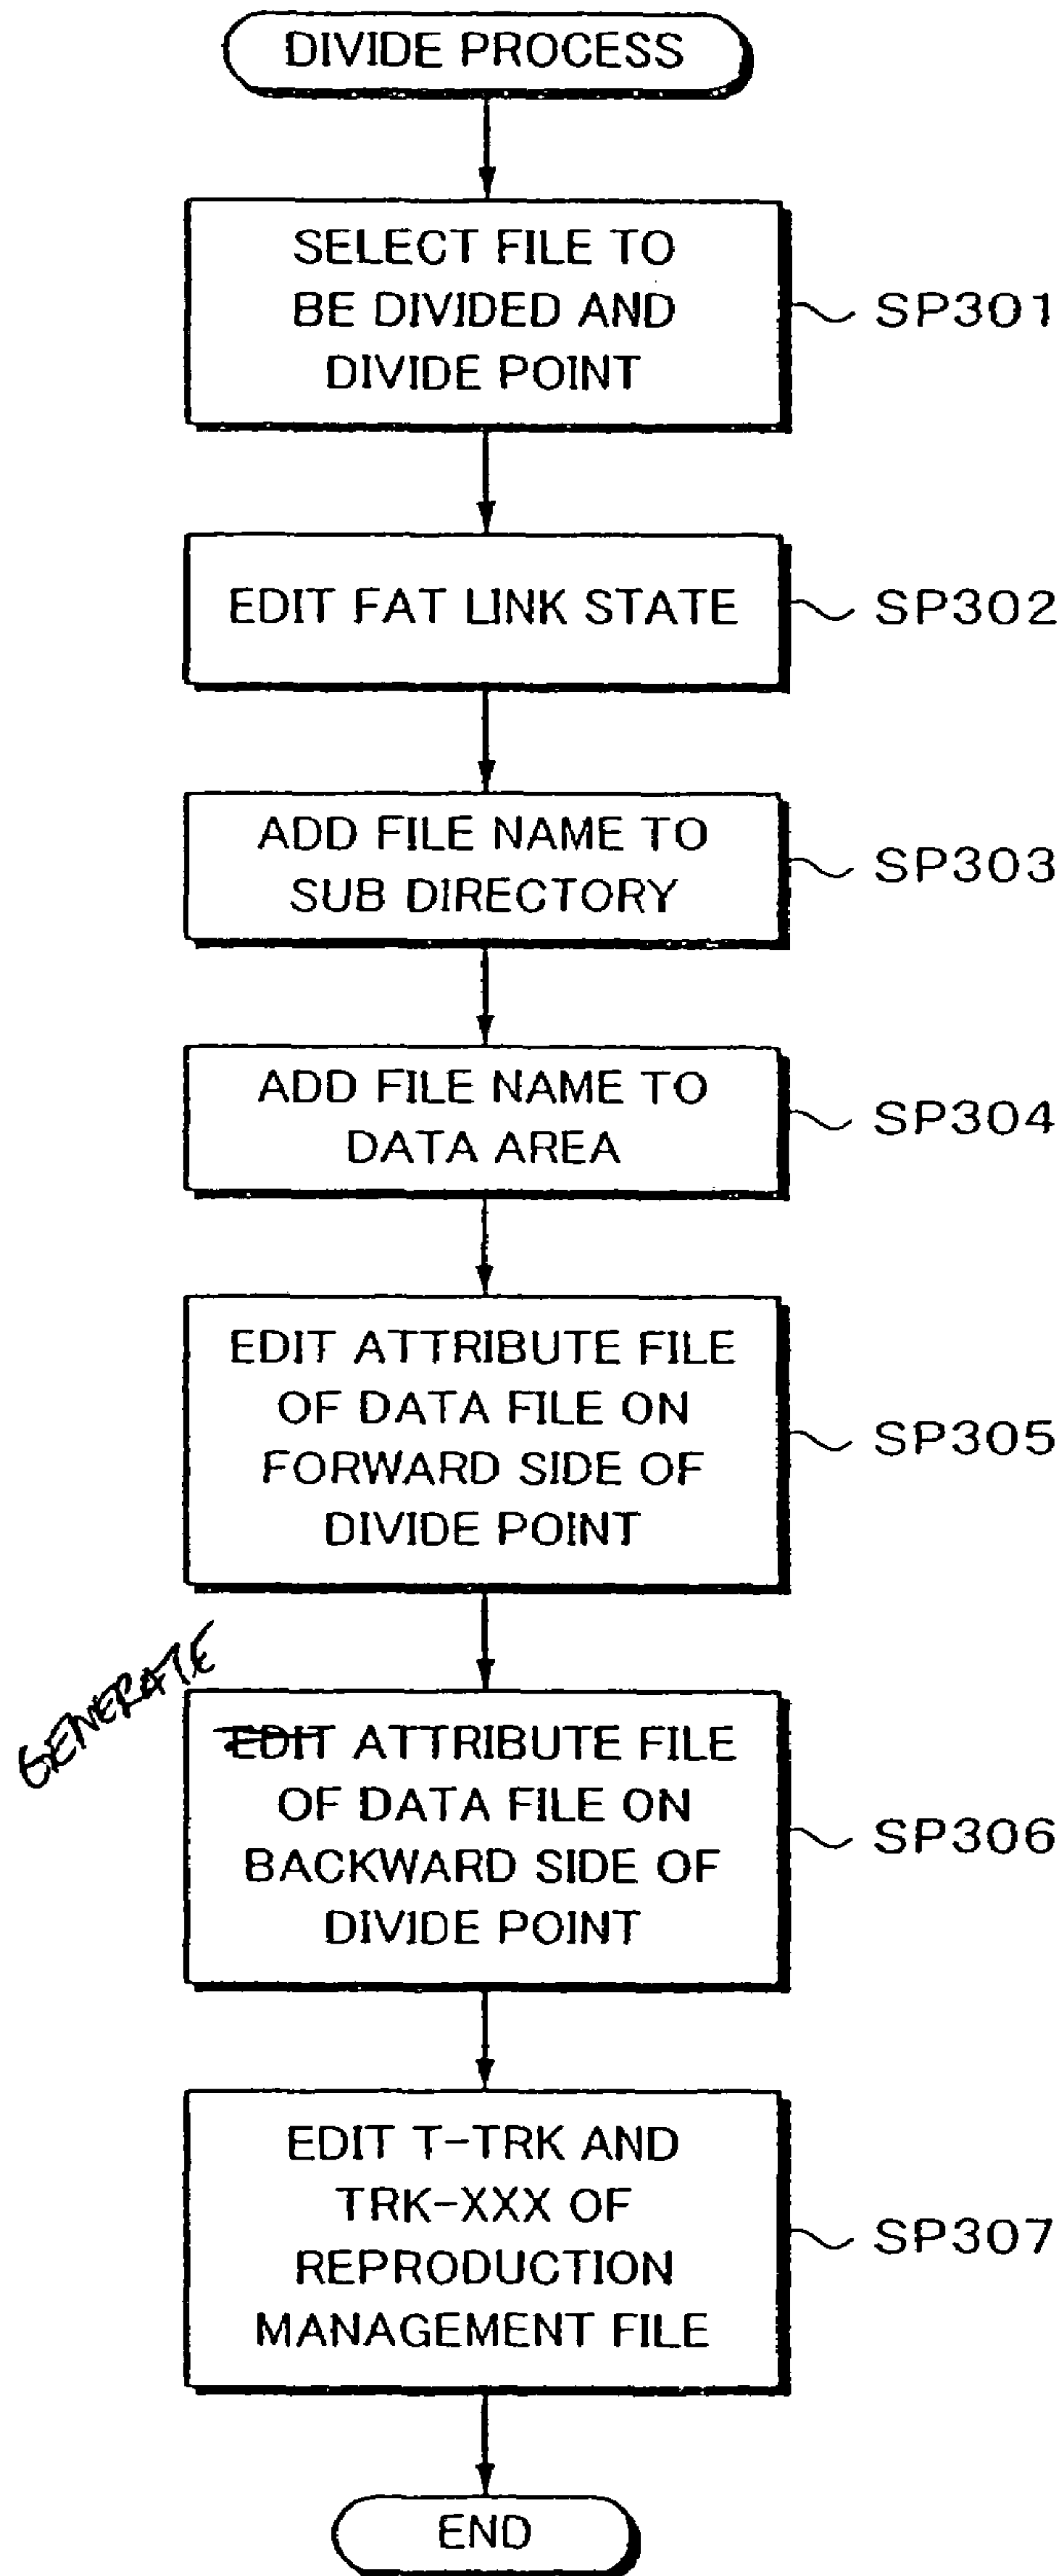 DIVIDE PROCESS
SELECT FILE TO
BE DIVIDED AND
DIVIDE POINT
SP301
EDIT FAT LINK STATE
SP302
ADD FILE NAME TO
SUB DIRECTORY
SP303
ADD FILE NAME TO
DATA AREA
SP304
EDIT ATTRIBUTE FILE
OF DATA FILE ON
FORWARD SIDE OF
DIVIDE POINT
SP305
GENERATE
EDIT ATTRIBUTE FILE
OF DATA FILE ON
BACKWARD SIDE OF
DIVIDE POINT
SP306
EDIT T-TRK AND
TRK-XXX OF
REPRODUCTION
MANAGEMENT FILE
SP307
END